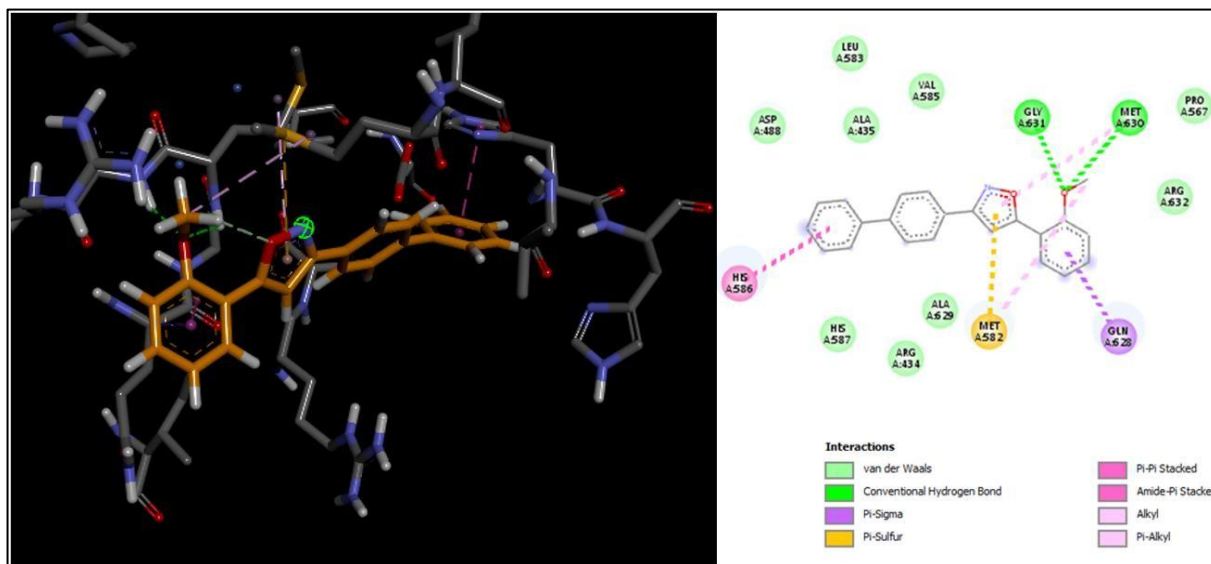 LEU
A:583
VAL
A:585
ASP
A:488
ALA
A:435
GLY
A:631
MET
A:630
PRO
A:567
ARG
A:632
HIS
A:586
HIS
A:587
ALA
A:629
ARG
A:434
MET
A:582
GLN
A:628
N
O
O
Interactions
van der Waals
Conventional Hydrogen Bond
Pi-Sigma
Pi-Sulfur
Pi-Pi Stacked
Amide-Pi Stacke
Alkyl
Pi-Alkyl